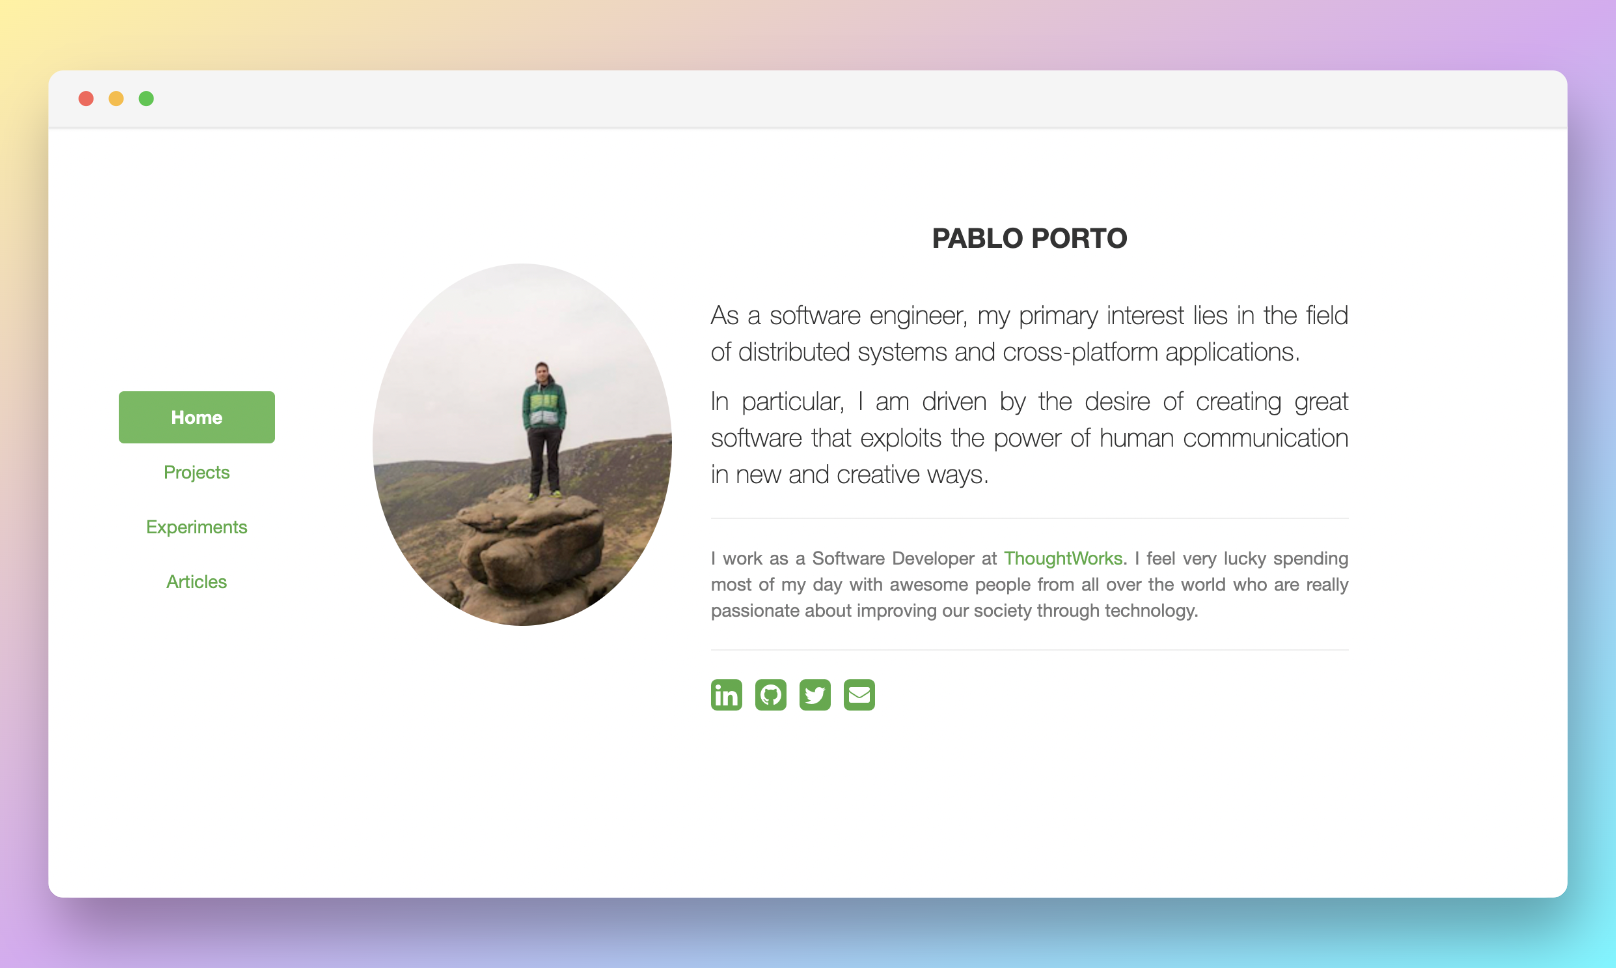 PABLO PORTO
As a software engineer, my primary interest lies in the field
of distributed systems and cross-platform applications.
In particular, I am driven by the desire of creating great
software that exploits the power of human communication
in new and creative ways.
Home
Projects
Experiments
Articles
I work as a Software Developer at ThoughtWorks. I feel very lucky spending
most of my day with awesome people from all over the world who are really
passionate about improving our society through technology.
in